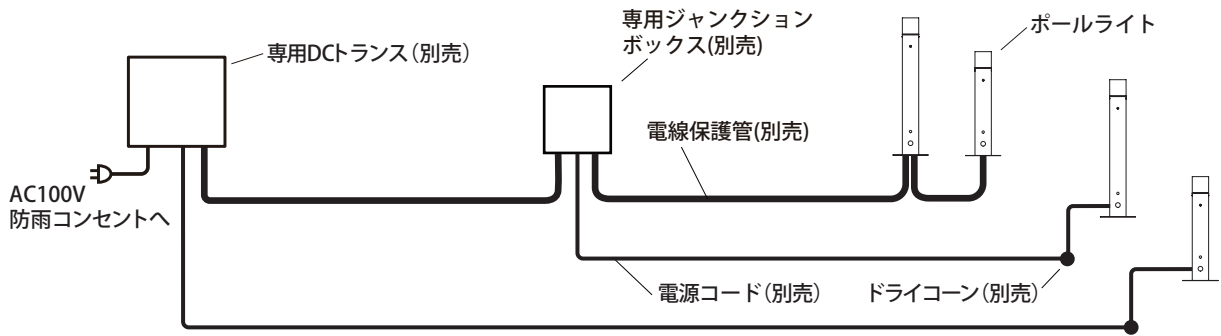 専用DCトランス（別売）
専用ジャンクション
ボックス(別売)
ポールライト
電線保護管(別売)
AC100V
防雨コンセントへ
電源コード（別売）
ドライコーン（別売）